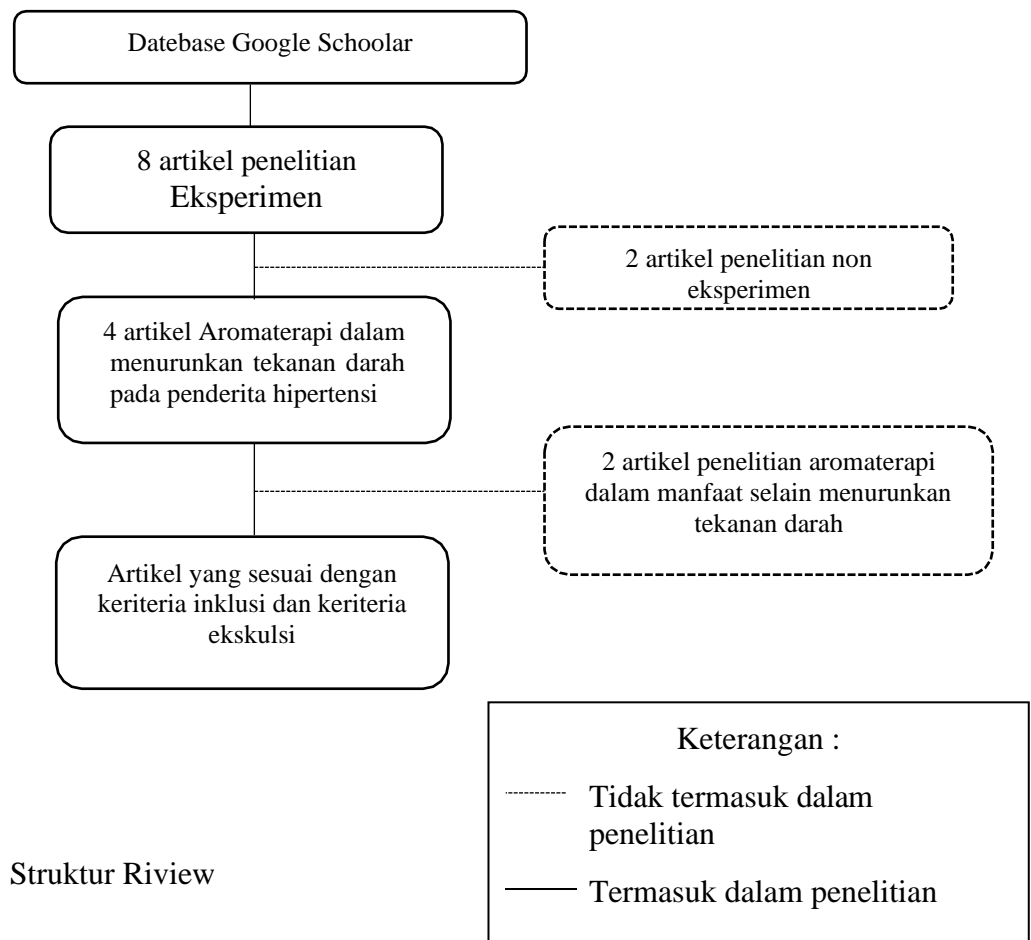 Datebase Google Schoolar
8 artikel penelitian
Eksperimen
2 artikel penelitian non
eksperimen
4 artikel Aromaterapi dalam
menurunkan tekanan darah
pada penderita hipertensi
2 artikel penelitian aromaterapi
dalam manfaat selain menurunkan
tekanan darah
Artikel yang sesuai dengan
keriteria inklusi dan keriteria
ekskulsi
Keterangan :
Tidak termasuk dalam
penelitian
Termasuk dalam penelitian
Struktur Riview